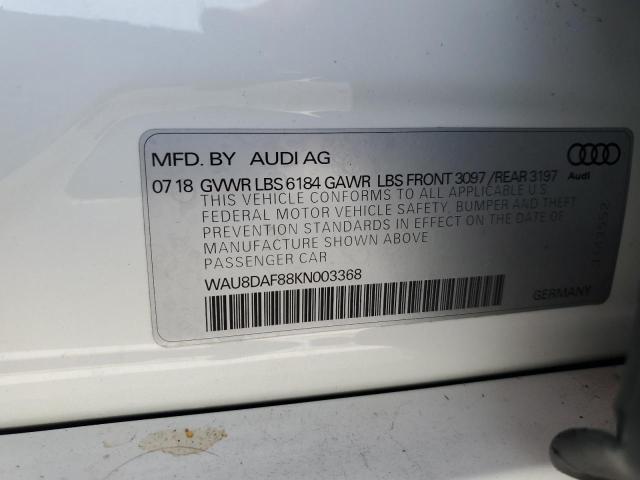 MFD. BY AUDI AG
07 18 GVWR LBS 6184 GAWR LBS FRONT 3097 / REAR 3197
Audi
THIS VEHICLE CONFORMS TO ALL APPLICABLE U.S.
FEDERAL MOTOR VEHICLE SAFETY, BUMPER AND THEFT
PREVENTION STANDARDS IN EFFECT ON THE DATE OF
MANUFACTURE SHOWN ABOVE
PASSENGER CAR
WAU8DAF88KN003368
GERMANY